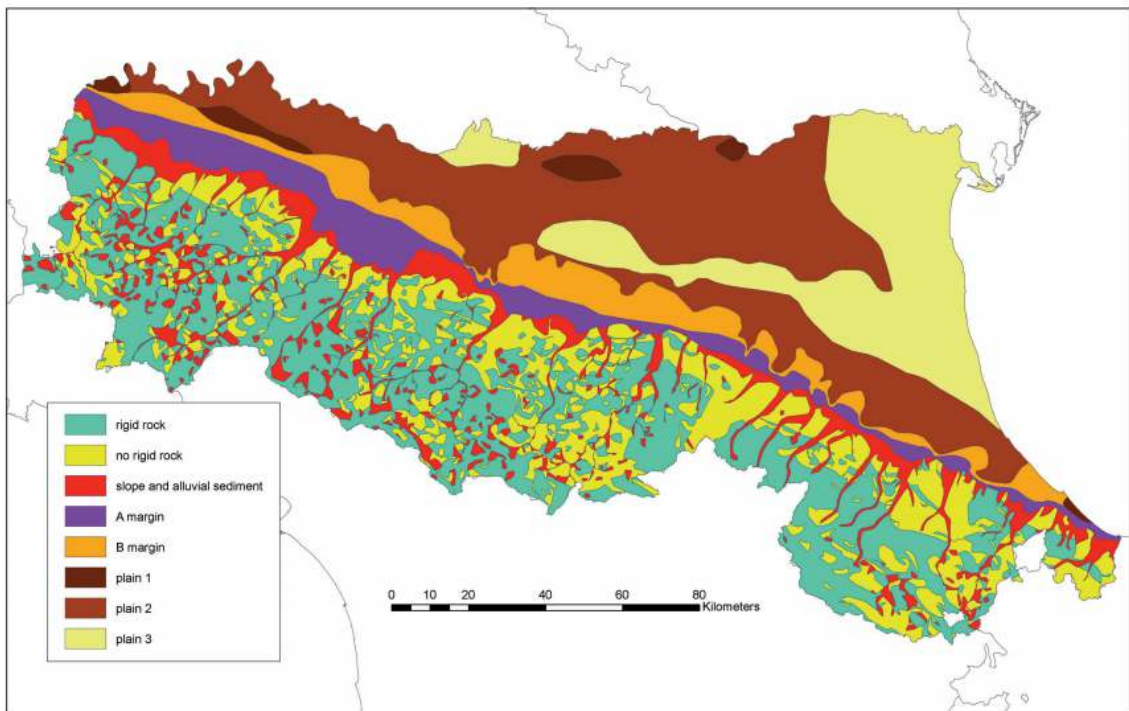 rigid rock
no rigid rock
slope and alluvial sediment
A margin
B margin
plain 1
plain 2
plain 3
0 5 10 20 40 60 80
Kilometers